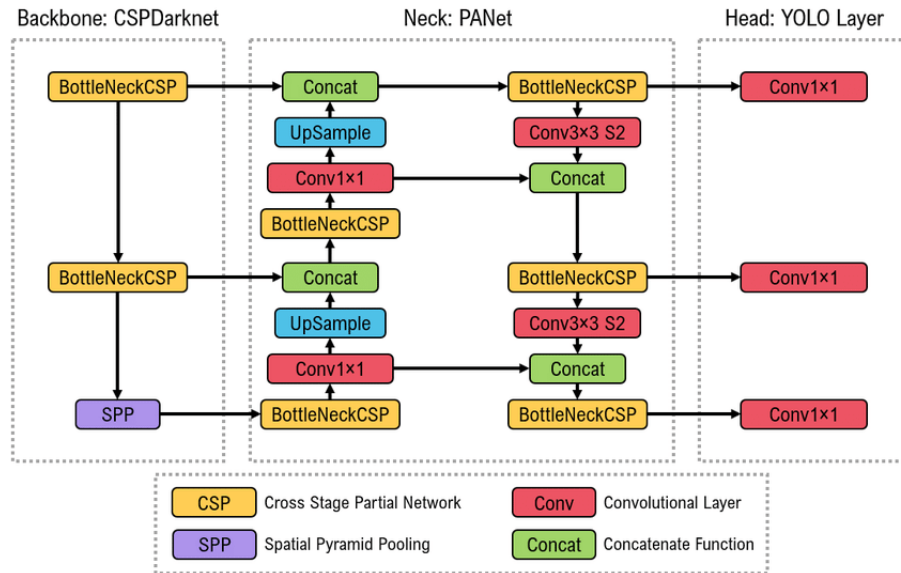 Backbone: CSPDarknet
Neck: PANet
Head: YOLO Layer
BottleNeckCSP
Concat
BottleNeckCSP
Conv1×1
UpSample
Conv3×3 S2
Conv1×1
Concat
BottleNeckCSP
BottleNeckCSP
Concat
BottleNeckCSP
Conv1×1
UpSample
Conv3×3 S2
Conv1×1
Concat
SPP
BottleNeckCSP
BottleNeckCSP
Conv1×1
CSP
Cross Stage Partial Network
Conv
Convolutional Layer
SPP
Spatial Pyramid Pooling
Concat
Concatenate Function